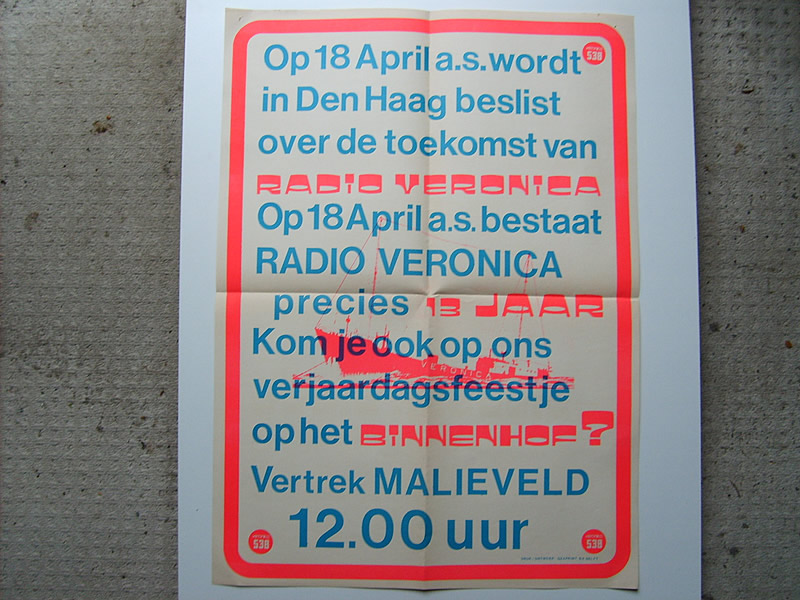 Op 18 April a.s. wordt
538
in Den Haag beslist
over de toekomst van
RADiO VERONiCA
Op 18 April a.s. bestaat
RADIO VERONICA
precies 13 JAAR
Kom je ook op ons
VERONICA
verjaardagsfeestje
op het BiNNENHOF?
Vertrek MALIEVELD
12.00 uur
538
538